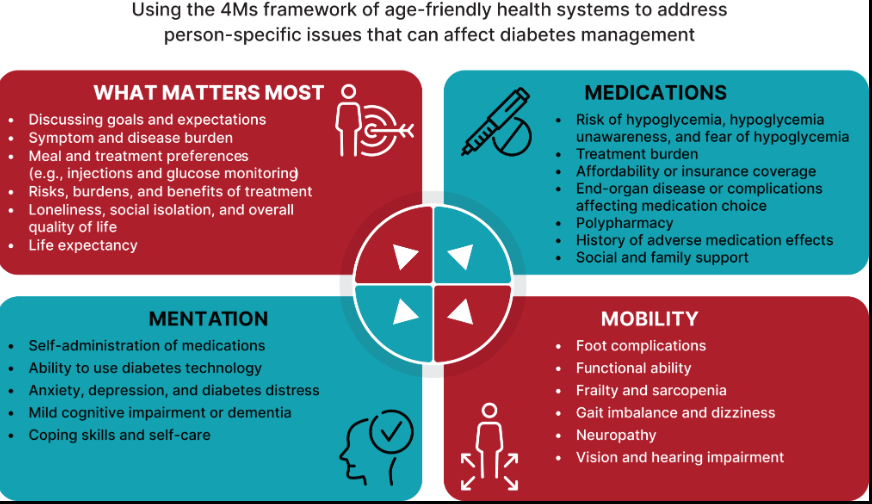 Using the 4Ms framework of age-friendly health systems to address
person-specific issues that can affect diabetes management
WHAT MATTERS MOST
• Discussing goals and expectations
• Symptom and disease burden
• Meal and treatment preferences
(e.g., injections and glucose monitoring)
• Risks, burdens, and benefits of treatment
• Loneliness, social isolation, and overall
quality of life
• Life expectancy
MEDICATIONS
• Risk of hypoglycemia, hypoglycemia
unawareness, and fear of hypoglycemia
• Treatment burden
• Affordability or insurance coverage
• End-organ disease or complications
affecting medication choice
• Polypharmacy
• History of adverse medication effects
• Social and family support
MENTATION
• Self-administration of medications
• Ability to use diabetes technology
• Anxiety, depression, and diabetes distress
• Mild cognitive impairment or dementia
• Coping skills and self-care
MOBILITY
• Foot complications
• Functional ability
• Frailty and sarcopenia
• Gait imbalance and dizziness
• Neuropathy
• Vision and hearing impairment